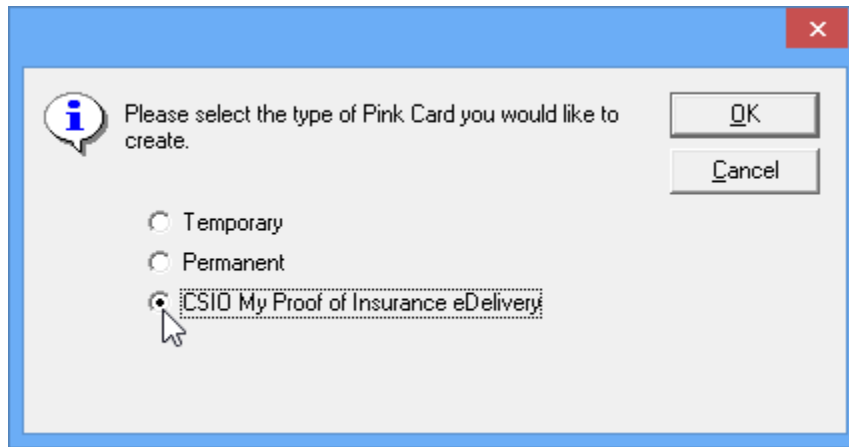 Please select the type of Pink Card you would like to
create.
OK
Cancel
Temporary
Permanent
CSIO My Proof of Insurance eDelivery